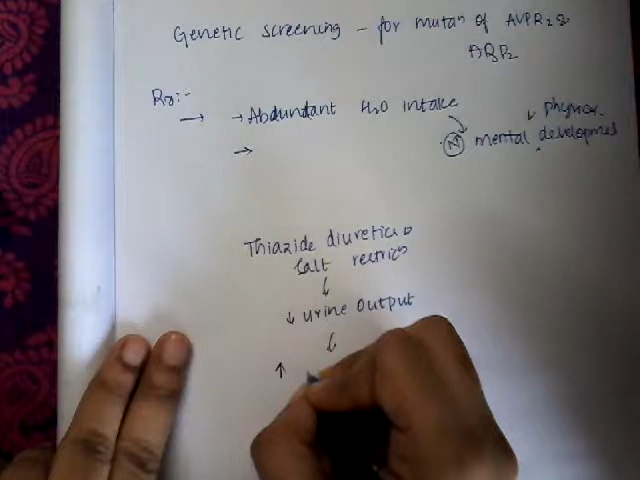 Genetic screening - for mutan of AVPR2 &
AQP2
Rx:-
→ → Abundant H2O intake
↓ physical
(N) mental development
→
Thiazide diuretics
Salt restricn
↓
↓ urine output
↓
↑